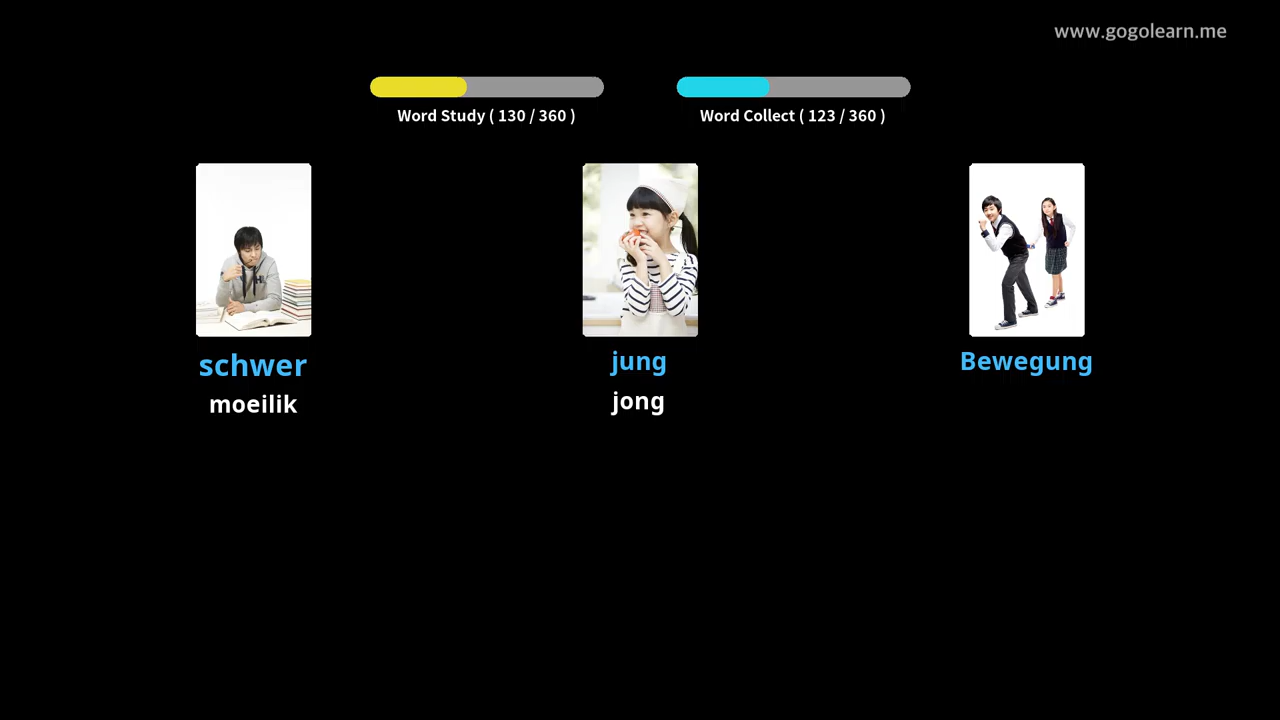 www.gogolearn.me
Word Study ( 130 / 360 )
Word Collect ( 123 / 360 )
schwer
moeilik
jung
jong
Bewegung